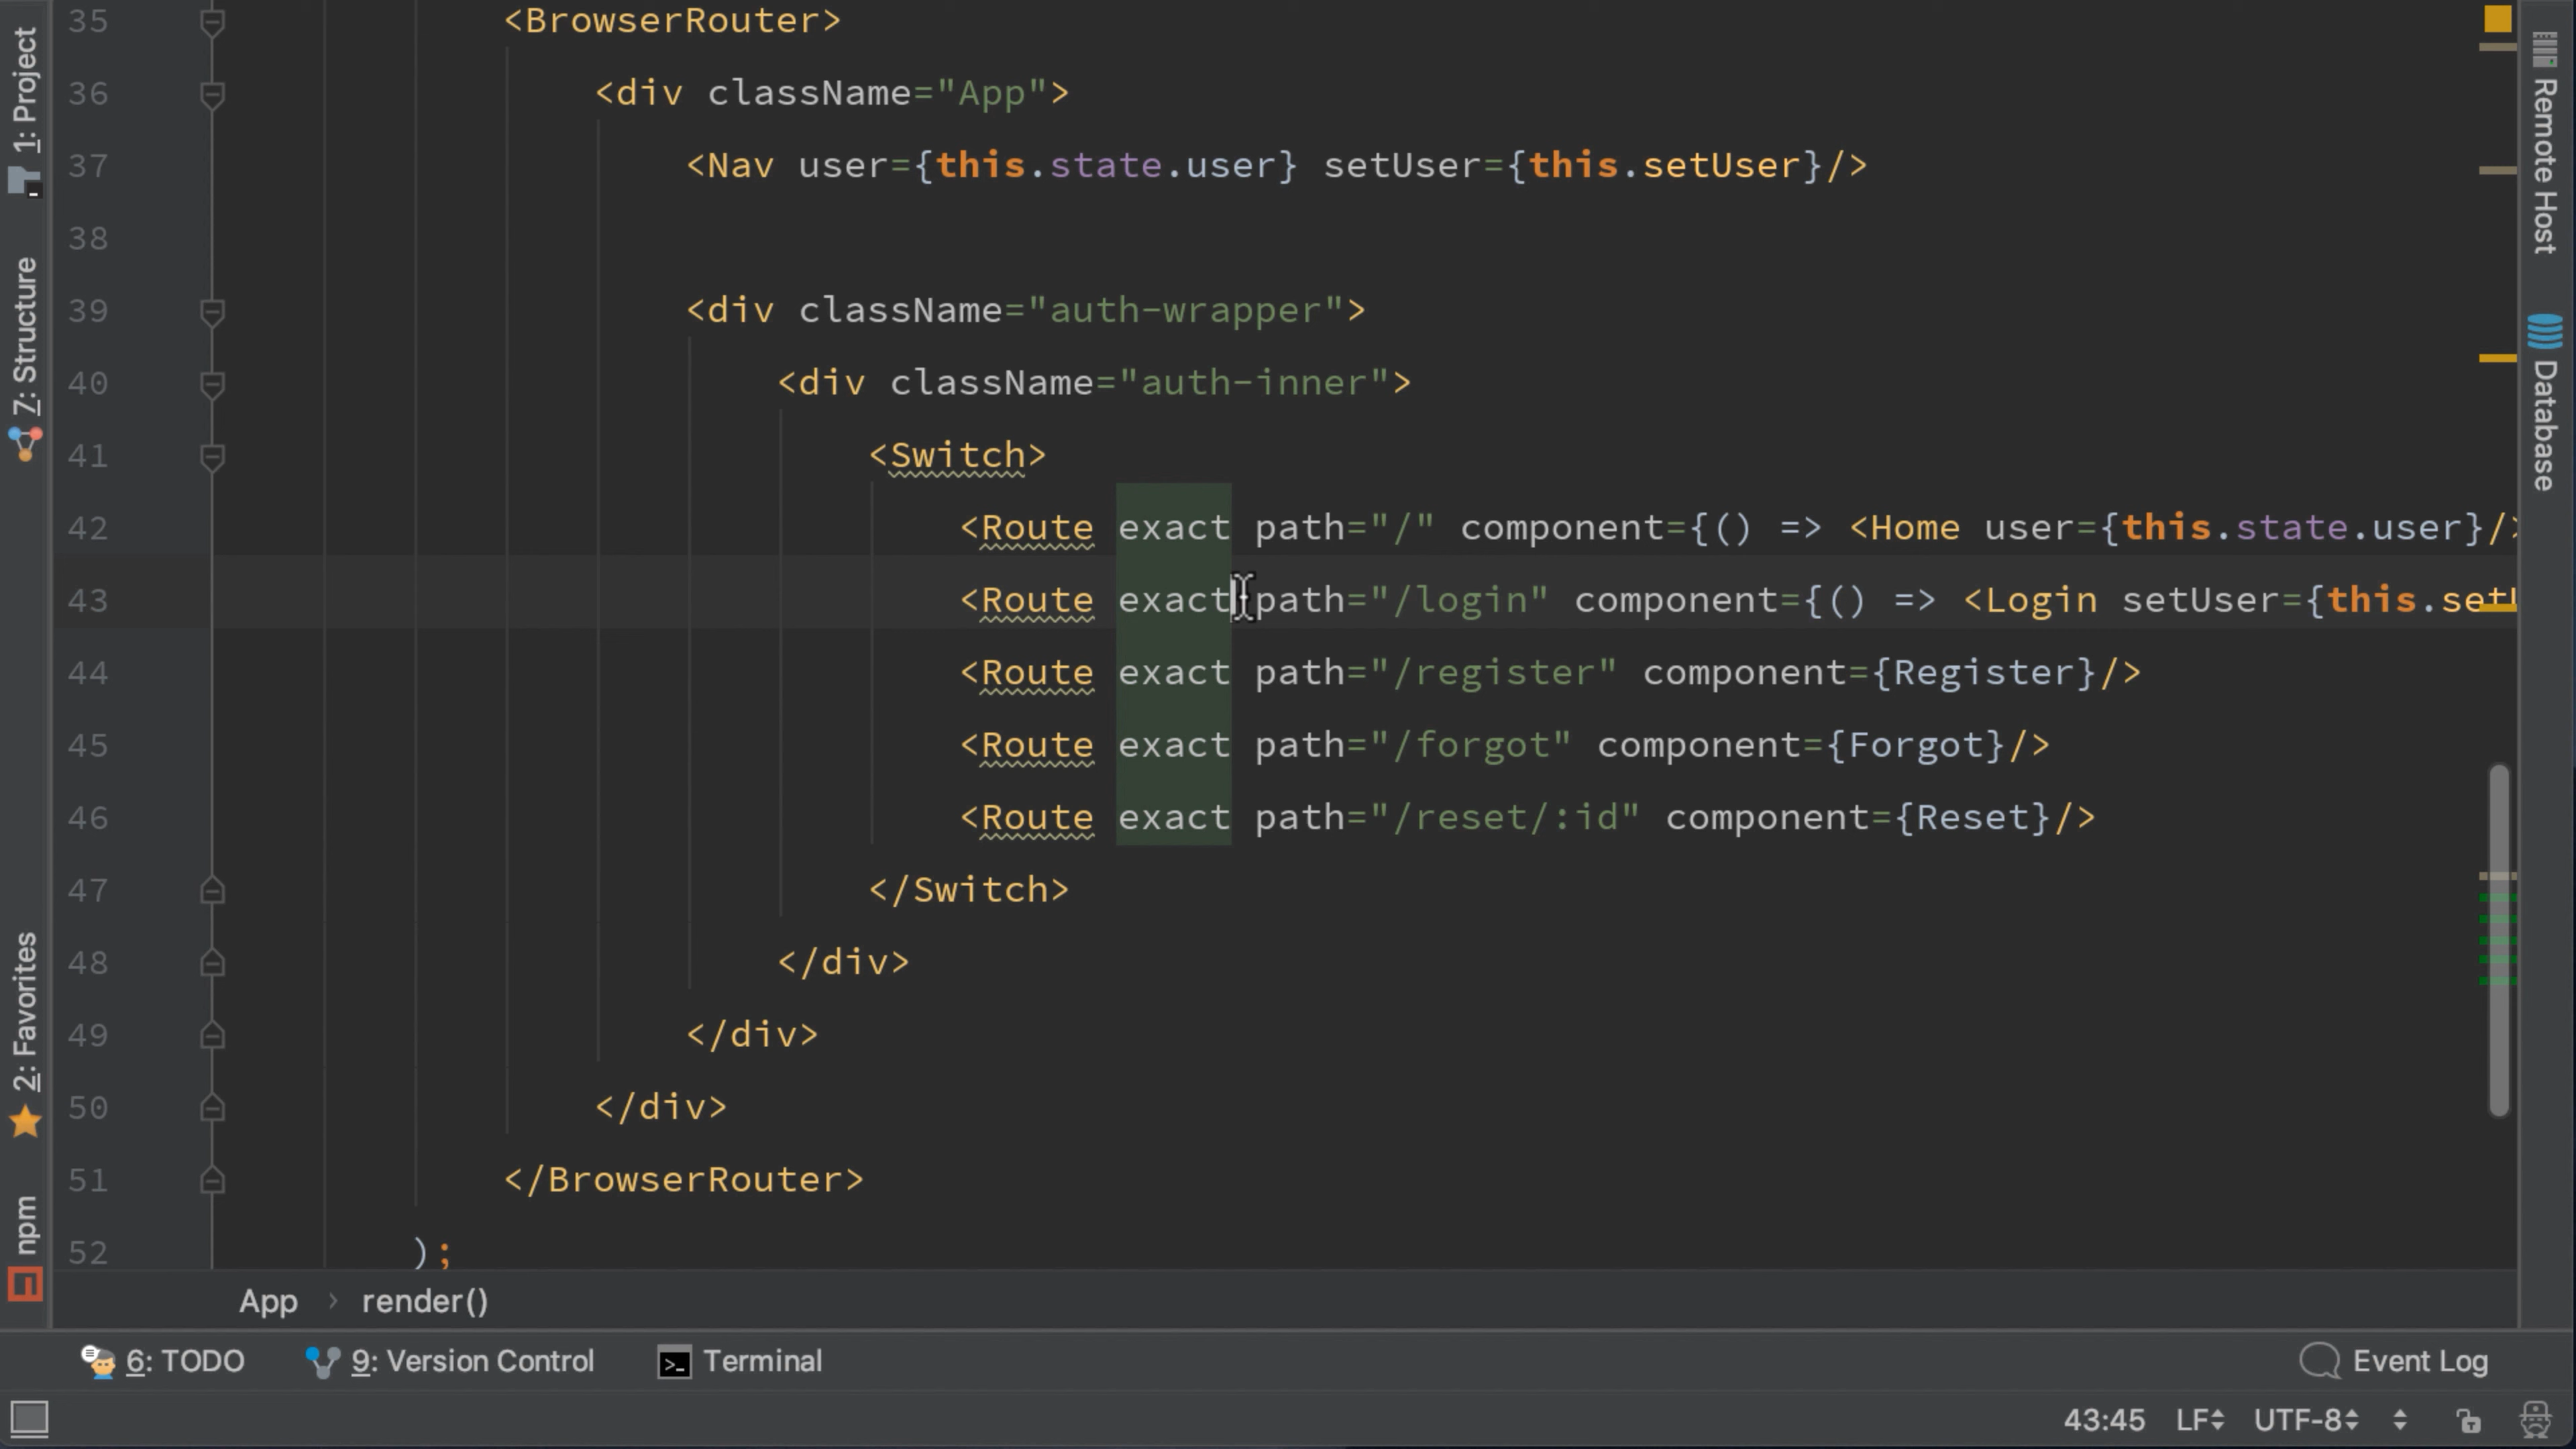 1: Project
7: Structure
2: Favorites
npm
35 <BrowserRouter>
36 <div className="App">
37 <Nav user={this.state.user} setUser={this.setUser}/>
38
39 <div className="auth-wrapper">
40 <div className="auth-inner">
41 <Switch>
42 <Route exact path="/" component={() => <Home user={this.state.user}/>
43 <Route exact path="/login" component={() => <Login setUser={this.setU
44 <Route exact path="/register" component={Register}/>
45 <Route exact path="/forgot" component={Forgot}/>
46 <Route exact path="/reset/:id" component={Reset}/>
47 </Switch>
48 </div>
49 </div>
50 </div>
51 </BrowserRouter>
52 );
Remote Host
Database
App › render()
6: TODO 9: Version Control Terminal Event Log
43:45 LF UTF-8